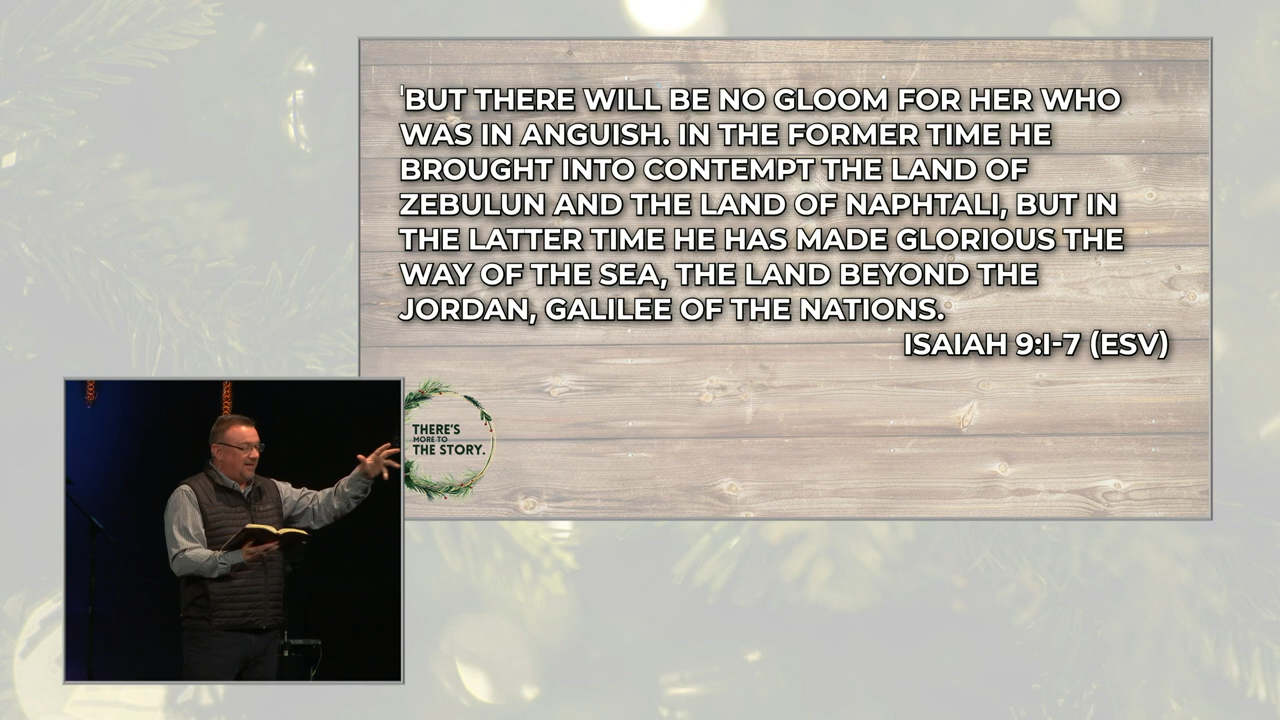 'BUT THERE WILL BE NO GLOOM FOR HER WHO
WAS IN ANGUISH. IN THE FORMER TIME HE
BROUGHT INTO CONTEMPT THE LAND OF
ZEBULUN AND THE LAND OF NAPHTALI, BUT IN
THE LATTER TIME HE HAS MADE GLORIOUS THE
WAY OF THE SEA, THE LAND BEYOND THE
JORDAN, GALILEE OF THE NATIONS.
ISAIAH 9:1-7 (ESV)
THERE'S
MORE TO
THE STORY.